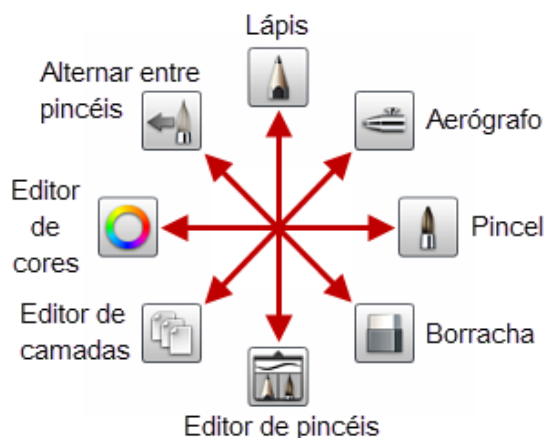 Lápis
Alternar entre
pincéis
Aerógrafo
Editor
de
cores
Pincel
Editor de
camadas
Borracha
Editor de pincéis